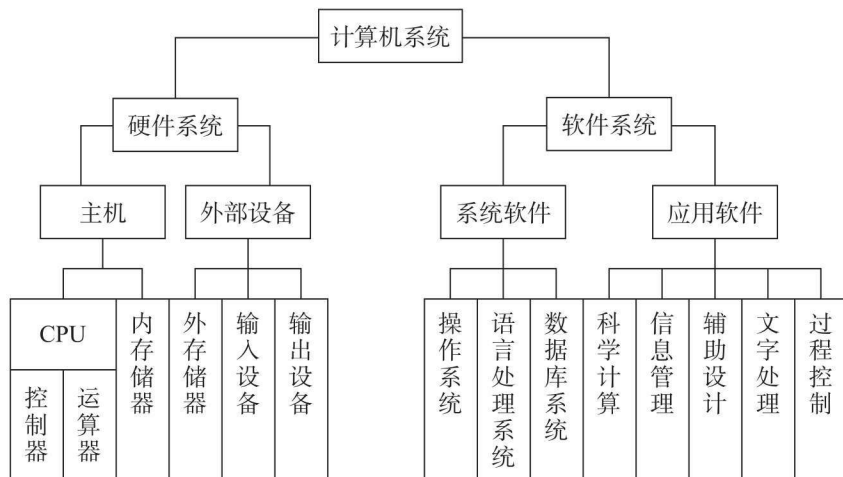 计算机系统
硬件系统
软件系统
主机
外部设备
系统软件
应用软件
CPU
控制器
运算器
内存储器
外存储器
输入设备
输出设备
操作系统
语言处理系统
数据库系统
科学计算
信息管理
辅助设计
文字处理
过程控制